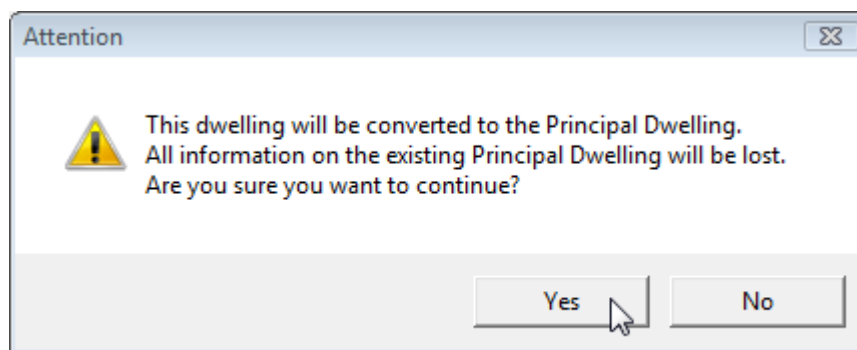 Attention
This dwelling will be converted to the Principal Dwelling.
All information on the existing Principal Dwelling will be lost.
Are you sure you want to continue?
Yes
No